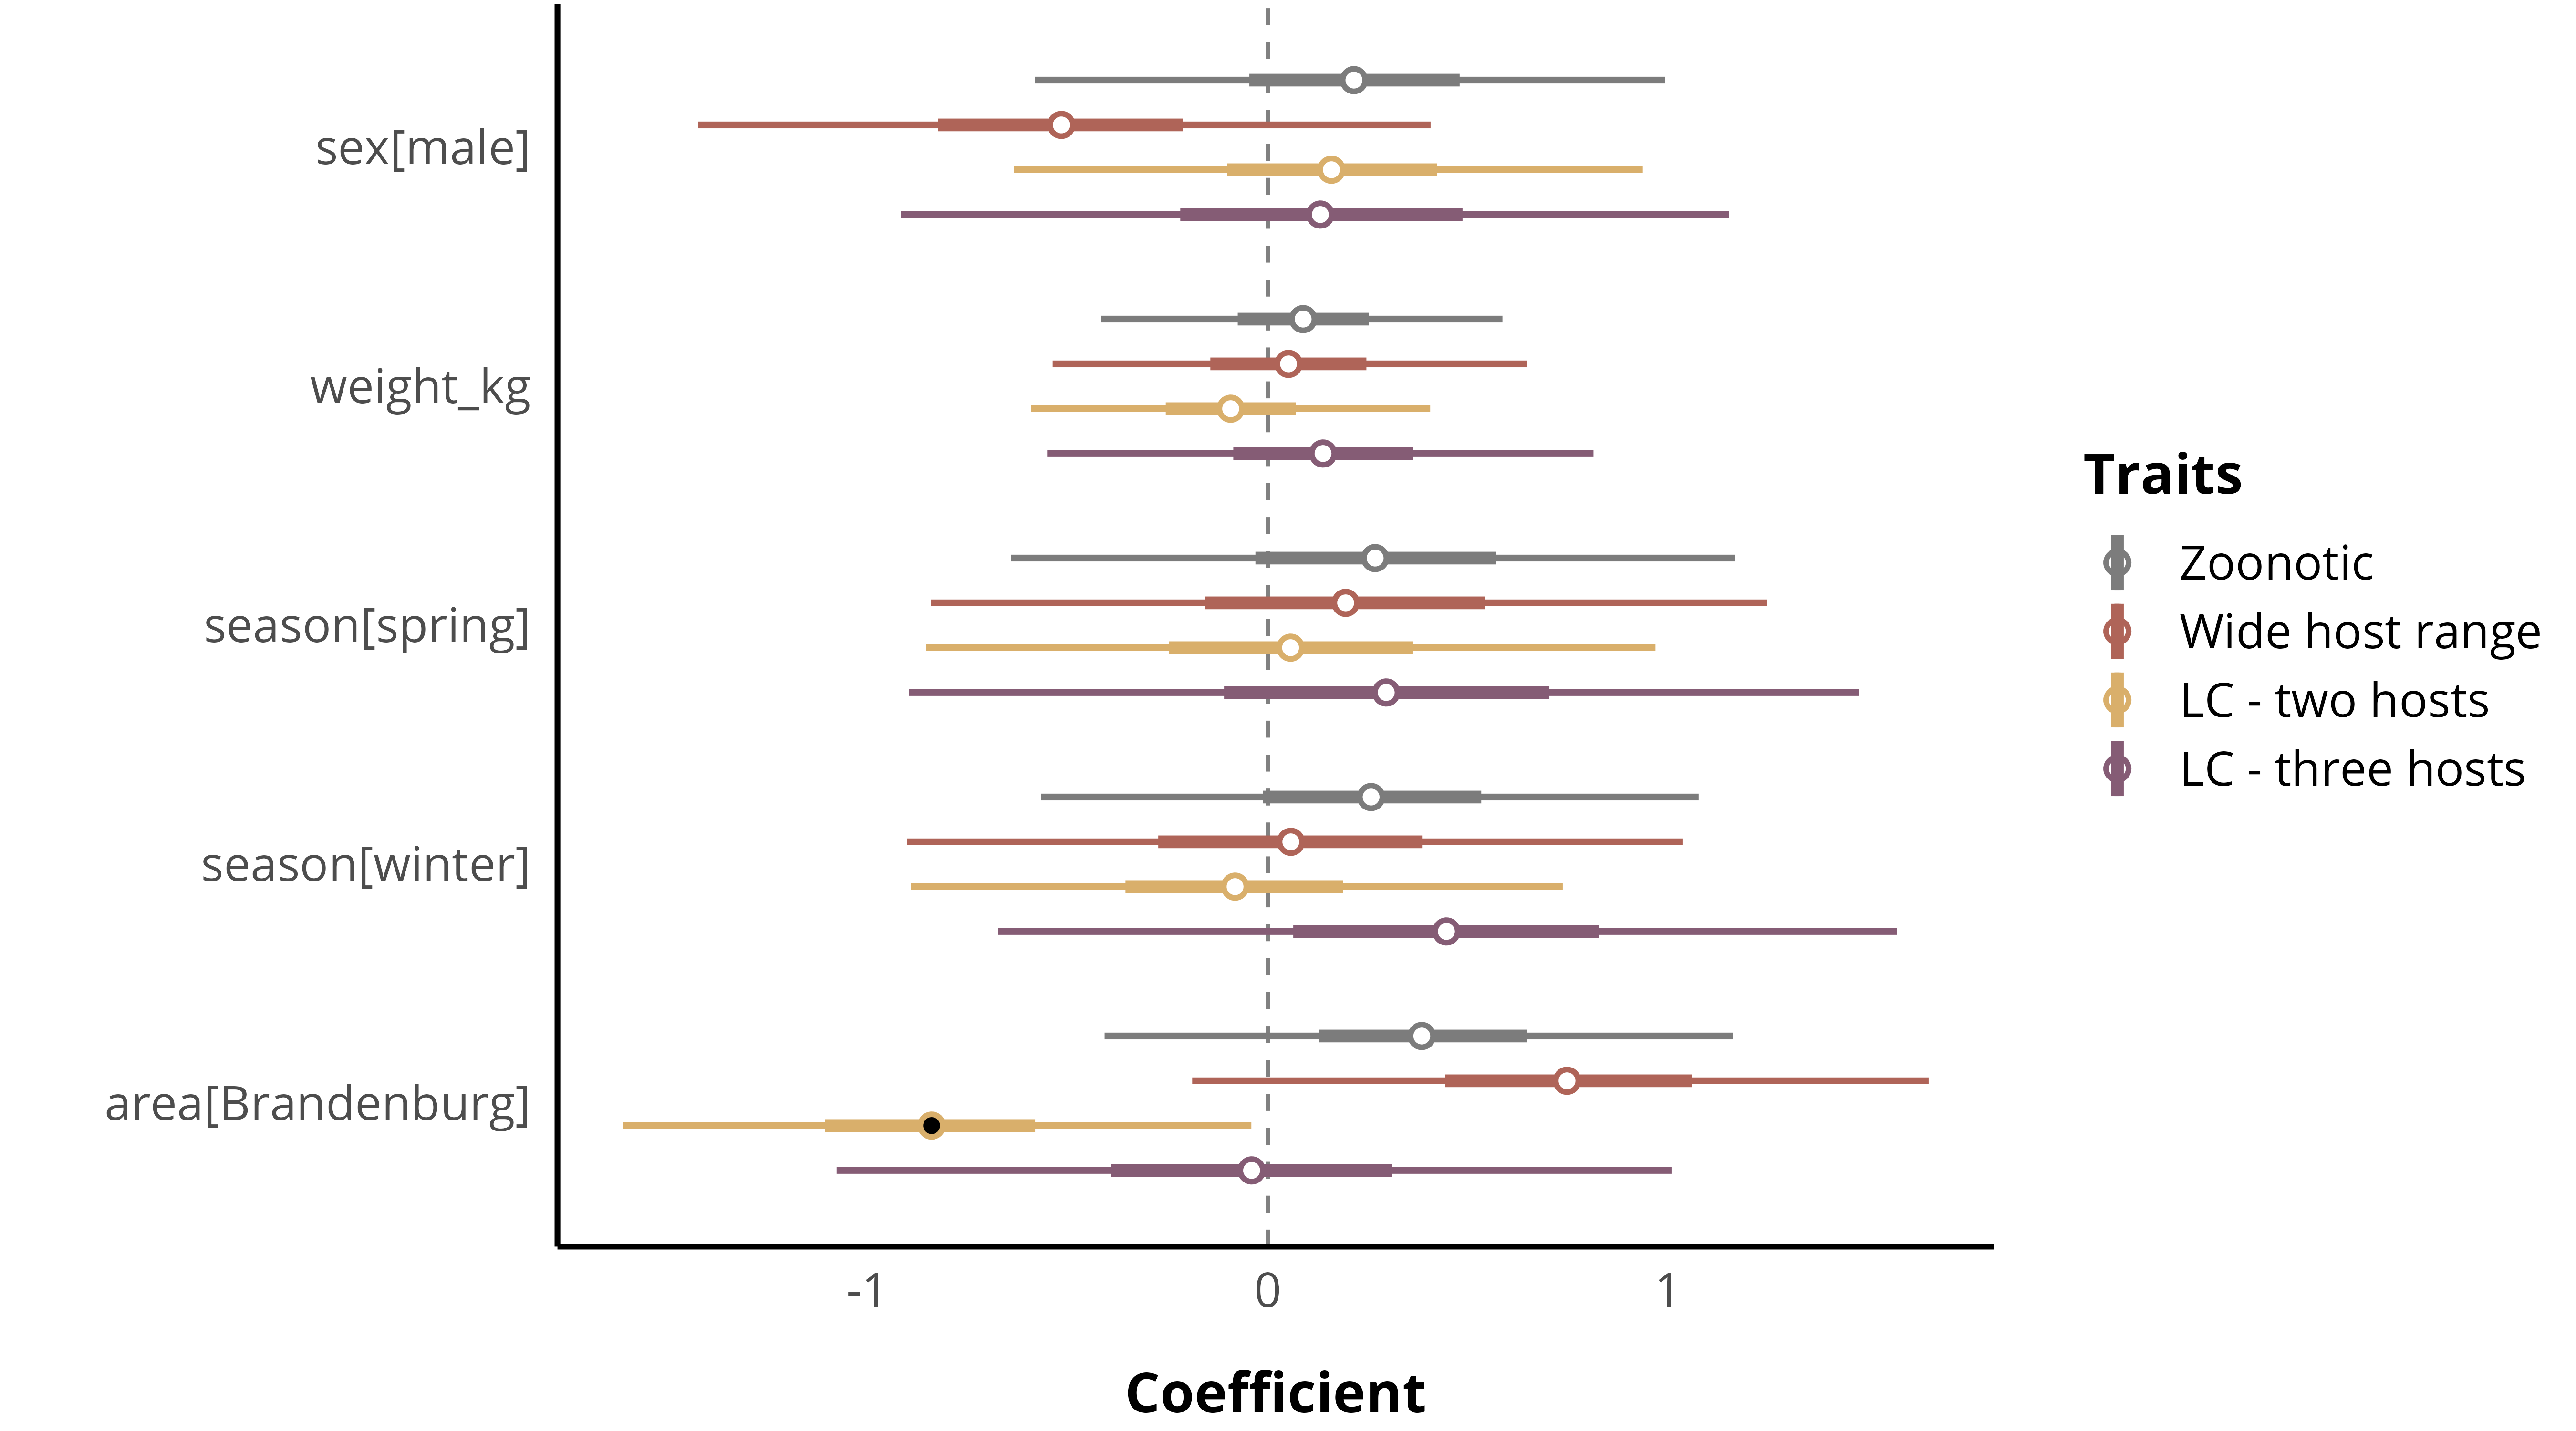 sex[male]
weight_kg
season[spring]
season[winter]
area[Brandenburg]
-1 0 1
Coefficient
Traits
Zoonotic
Wide host range
LC - two hosts
LC - three hosts